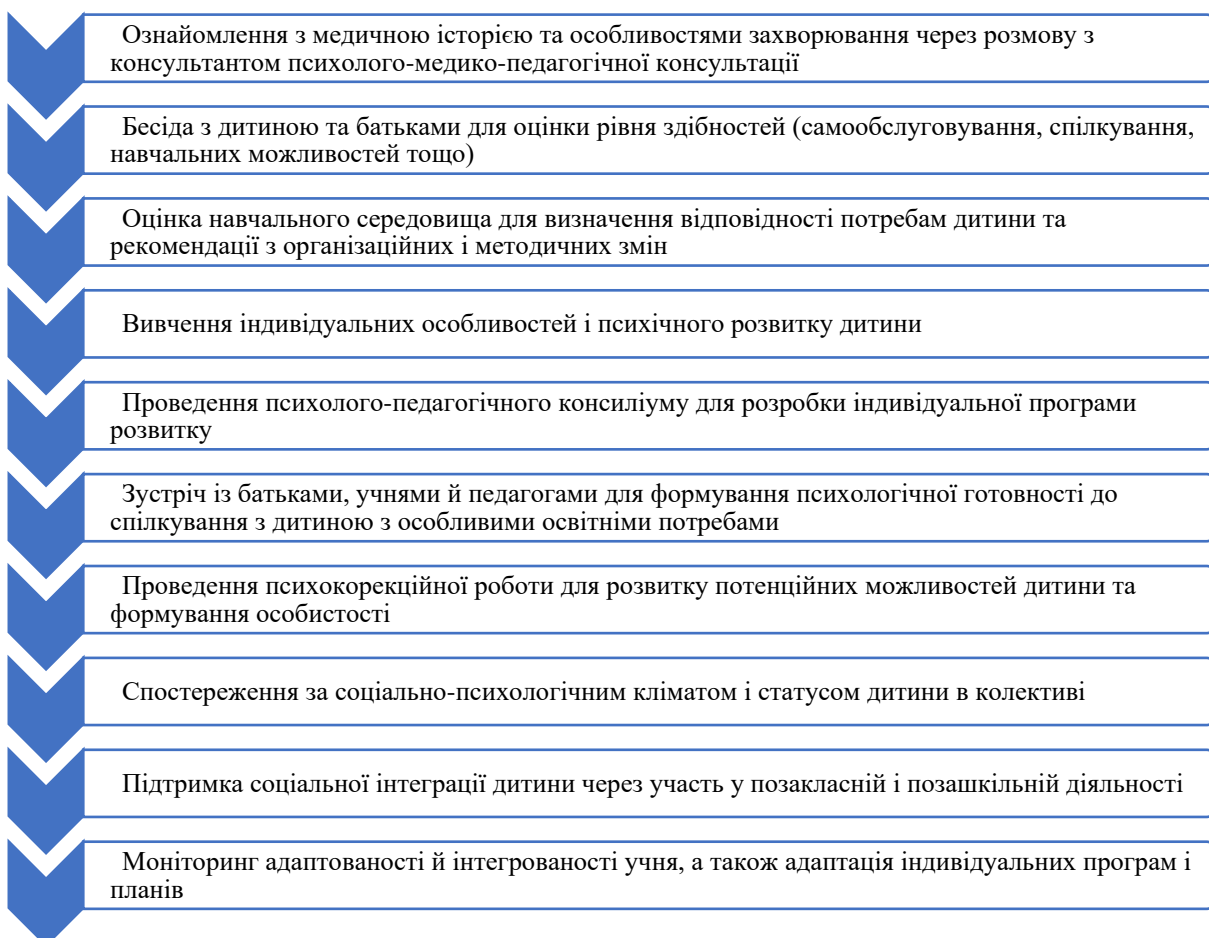 Ознайомлення з медичною історією та особливостями захворювання через розмову з
консультантом психолого-медико-педагогічної консультації
Бесіда з дитиною та батьками для оцінки рівня здібностей (самообслуговування, спілкування,
навчальних можливостей тощо)
Оцінка навчального середовища для визначення відповідності потребам дитини та
рекомендації з організаційних і методичних змін
Вивчення індивідуальних особливостей і психічного розвитку дитини
Проведення психолого-педагогічного консиліуму для розробки індивідуальної програми
розвитку
Зустріч із батьками, учнями й педагогами для формування психологічної готовності до
спілкування з дитиною з особливими освітніми потребами
Проведення психокорекційної роботи для розвитку потенційних можливостей дитини та
формування особистості
Спостереження за соціально-психологічним кліматом і статусом дитини в колективі
Підтримка соціальної інтеграції дитини через участь у позакласній і позашкільній діяльності
Моніторинг адаптованості й інтегрованості учня, а також адаптація індивідуальних програм і
планів